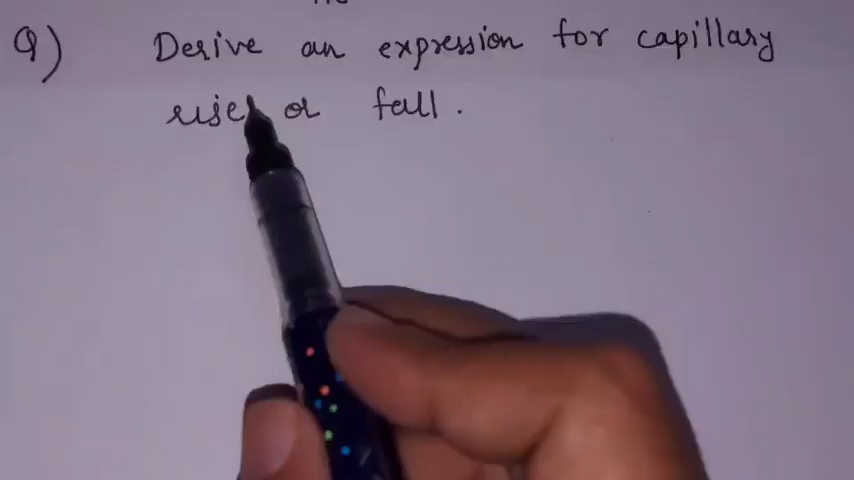 Q) Derive an expression for capillary
rise or fall.